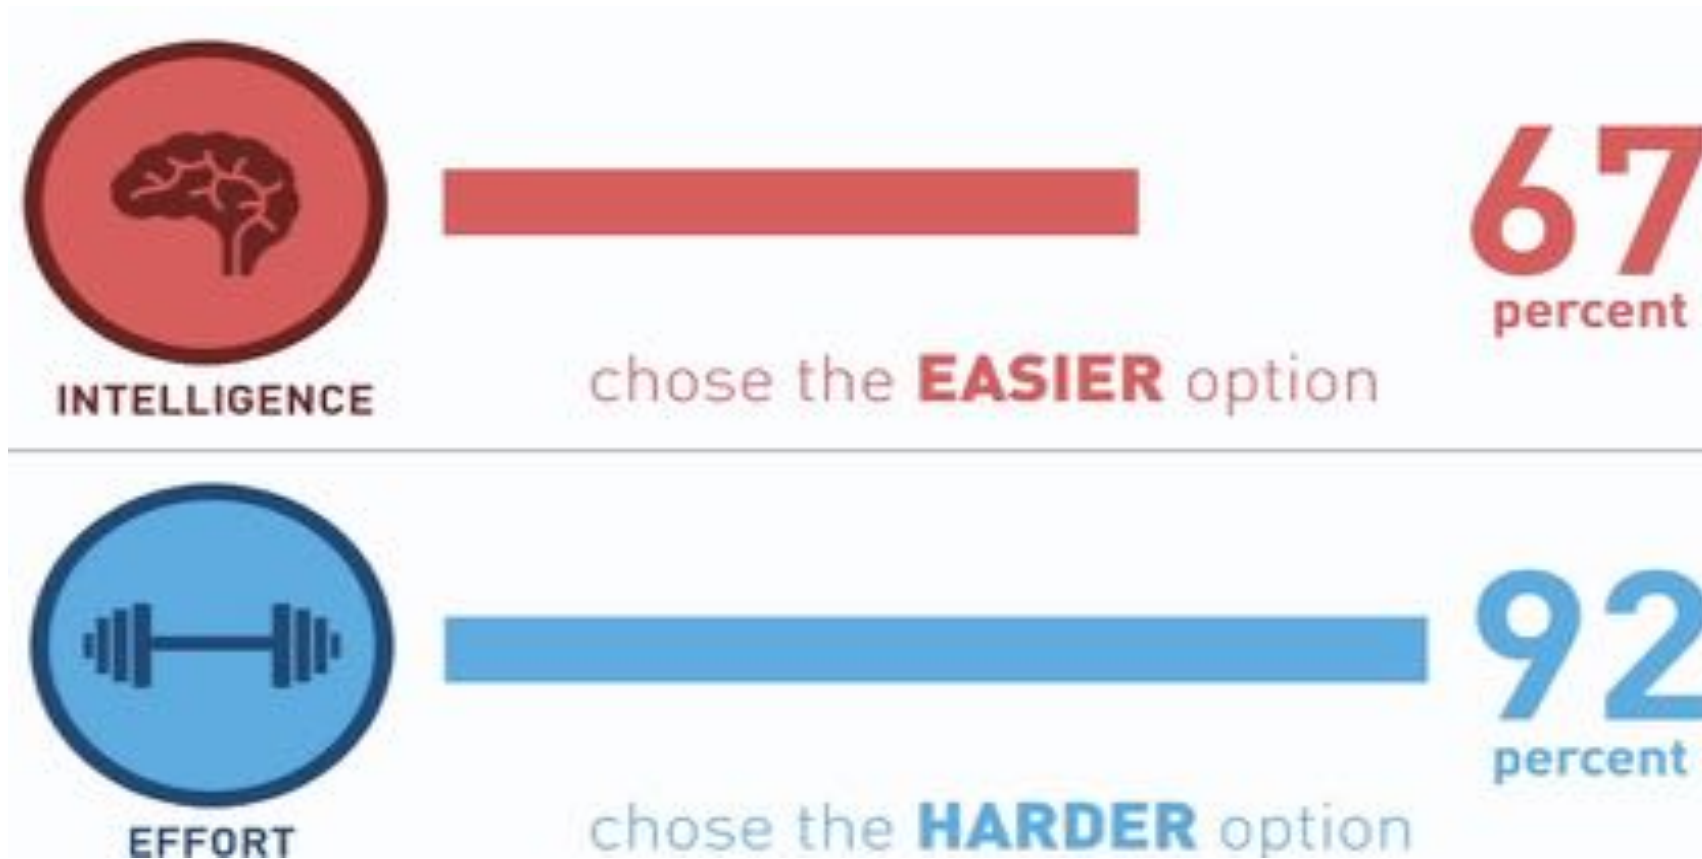 67
percent
chose the EASIER option
INTELLIGENCE
92
percent
chose the HARDER option
EFFORT